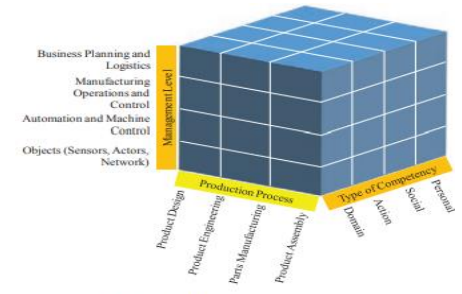 Business Planning and
Logistics
Manufacturing
Operations and
Control
Automation and Machine
Control
Objects (Sensors, Actors,
Network)
Management Level
Production Process
Product Design
Product Engineering
Parts Manufacturing
Product Assembly
Type of Competency
Domain
Action
Social
Personal